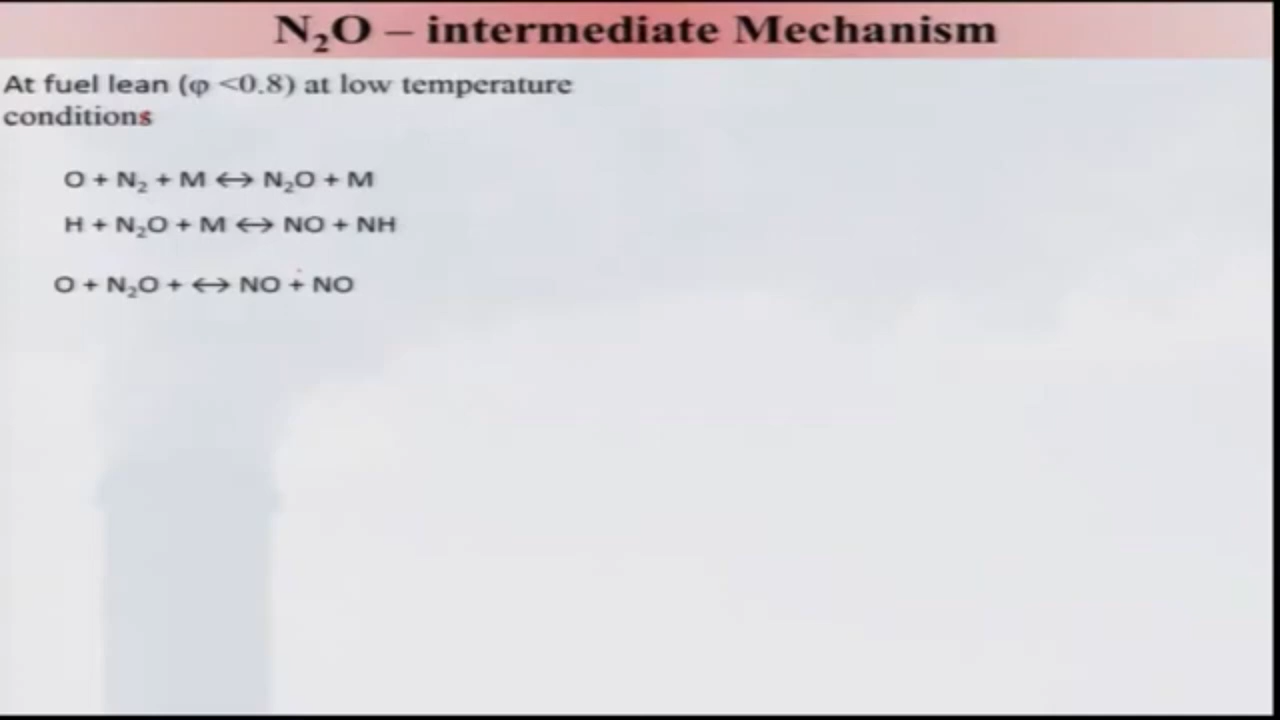 N₂O – intermediate Mechanism
At fuel lean (φ <0.8) at low temperature
conditions
O + N₂ + M ↔ N₂O + M
H + N₂O + M ↔ NO + NH
O + N₂O + ↔ NO + NO